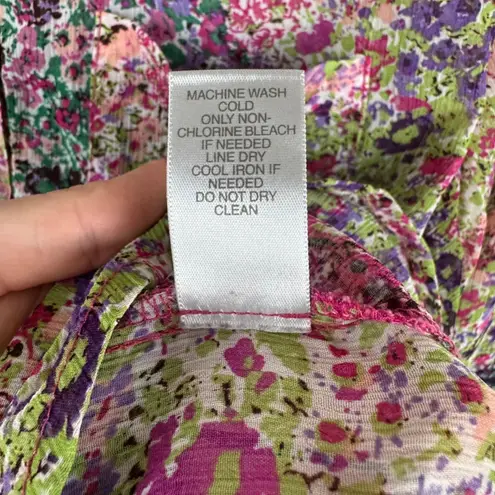 MACHINE WASH
COLD
ONLY NON-
CHLORINE BLEACH
IF NEEDED
LINE DRY
COOL IRON IF
NEEDED
DO NOT DRY
CLEAN